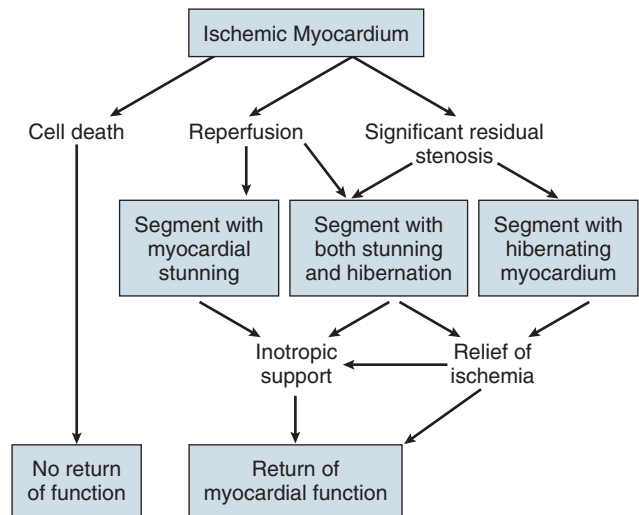 Ischemic Myocardium
Cell death
Reperfusion
Significant residual
stenosis
Segment with
myocardial
stunning
Segment with
both stunning
and hibernation
Segment with
hibernating
myocardium
Inotropic
support
Relief of
ischemia
No return
of function
Return of
myocardial function